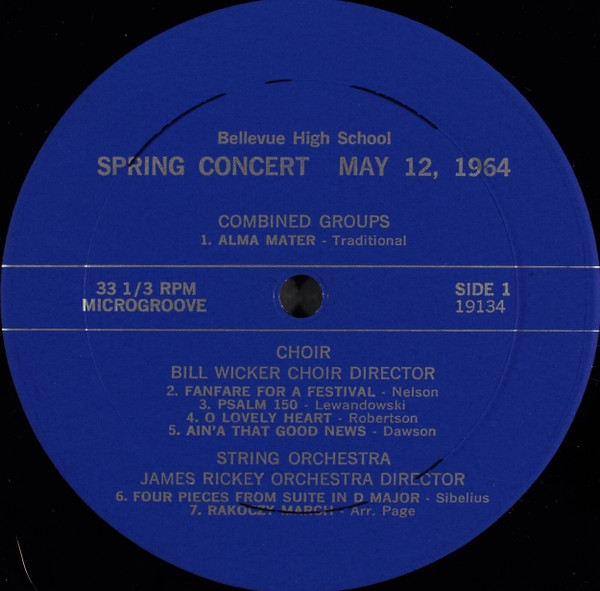 Bellevue High School
SPRING CONCERT MAY 12, 1964
COMBINED GROUPS
1. ALMA MATER - Traditional
33 1/3 RPM
MICROGROOVE
SIDE 1
19134
CHOIR
BILL WICKER CHOIR DIRECTOR
2. FANFARE FOR A FESTIVAL - Nelson
3. PSALM 150 - Lewandowski
4. O LOVELY HEART - Robertson
5. AIN'A THAT GOOD NEWS - Dawson
STRING ORCHESTRA
JAMES RICKEY ORCHESTRA DIRECTOR
6. FOUR PIECES FROM SUITE IN D MAJOR - Sibelius
7. RAKOCZY MARCH - Arr. Page